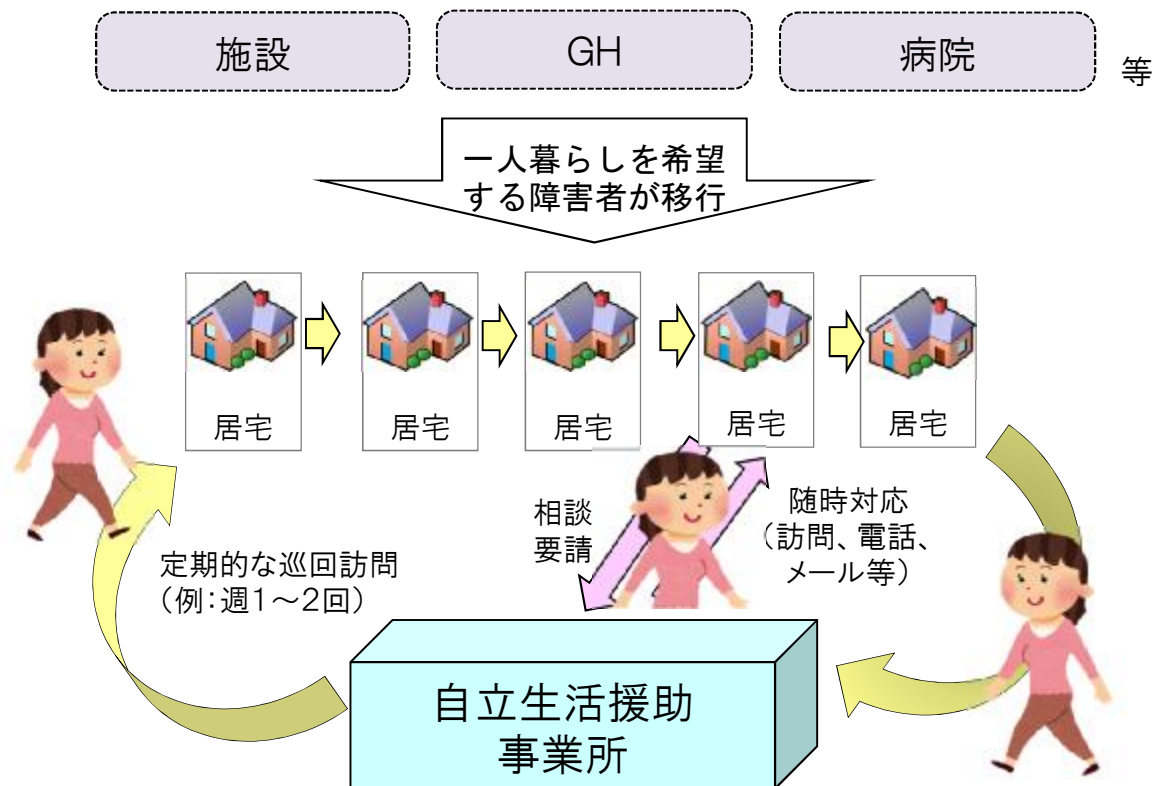 施設
GH
病院
等
一人暮らしを希望
する障害者が移行
居宅
居宅
居宅
居宅
居宅
相談
要請
随時対応
（訪問、電話、
メール等）
定期的な巡回訪問
（例：週1～2回）
自立生活援助
事業所